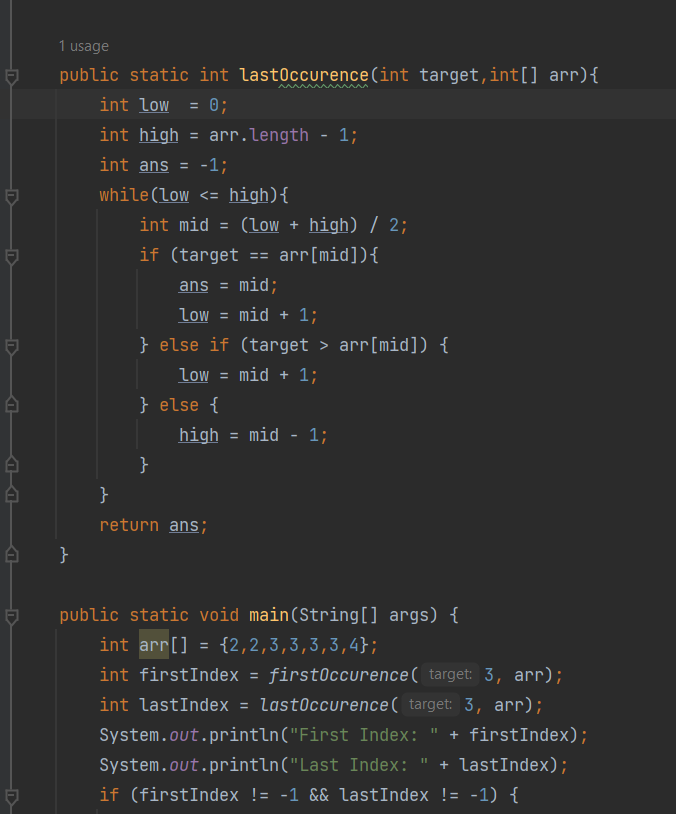 1 usage
public static int lastOccurence(int target,int[] arr){
    int low  = 0;
    int high = arr.length - 1;
    int ans = -1;
    while(low <= high){
        int mid = (low + high) / 2;
        if (target == arr[mid]){
            ans = mid;
            low = mid + 1;
        } else if (target > arr[mid]) {
            low = mid + 1;
        } else {
            high = mid - 1;
        }
    }
    return ans;
}
public static void main(String[] args) {
    int arr[] = {2,2,3,3,3,3,4};
    int firstIndex = firstOccurence( target: 3, arr);
    int lastIndex = lastOccurence( target: 3, arr);
    System.out.println("First Index: " + firstIndex);
    System.out.println("Last Index: " + lastIndex);
    if (firstIndex != -1 && lastIndex != -1) {